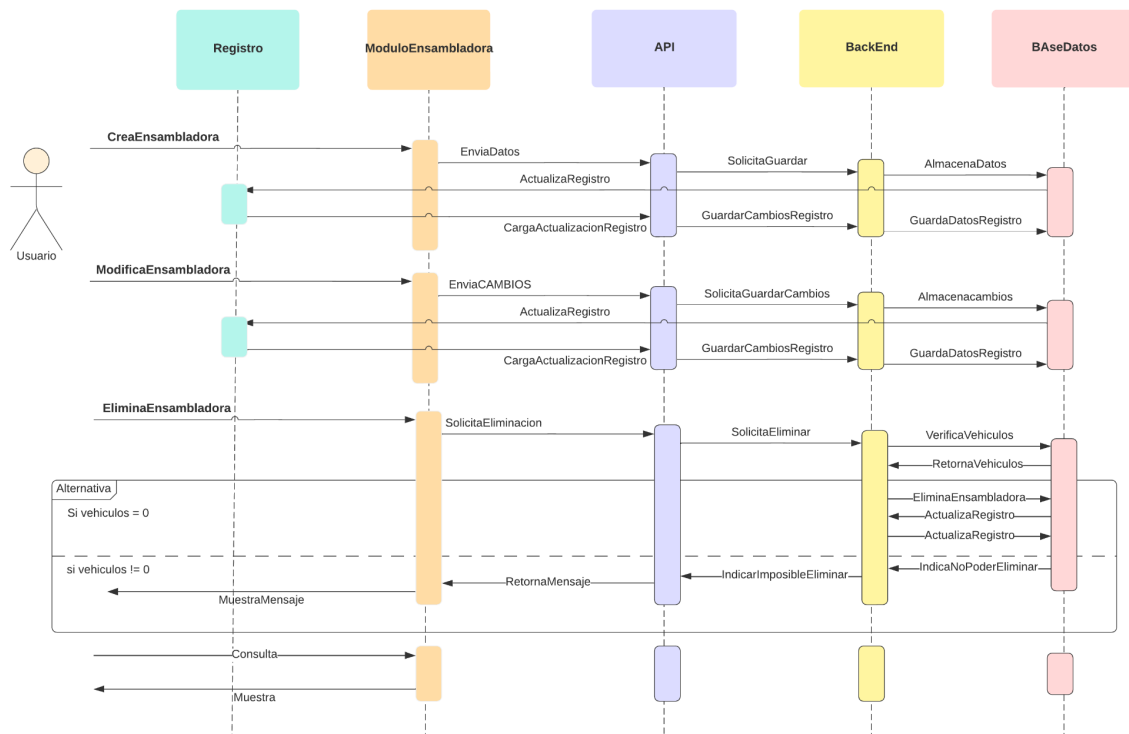 Registro
ModuloEnsambladora
API
BackEnd
BAseDatos
CreaEnsambladora
EnviaDatos
SolicitaGuardar
AlmacenaDatos
ActualizaRegistro
CargaActualizacionRegistro
GuardarCambiosRegistro
GuardaDatosRegistro
Usuario
ModificaEnsambladora
EnviaCAMBIOS
SolicitaGuardarCambios
Almacenacambios
ActualizaRegistro
CargaActualizacionRegistro
GuardarCambiosRegistro
GuardaDatosRegistro
EliminaEnsambladora
SolicitaEliminacion
SolicitaEliminar
VerificaVehiculos
RetornaVehiculos
Alternativa
Si vehiculos = 0
EliminaEnsambladora
ActualizaRegistro
ActualizaRegistro
si vehiculos != 0
IndicaNoPoderEliminar
IndicarImposibleEliminar
RetornaMensaje
MuestraMensaje
Consulta
Muestra